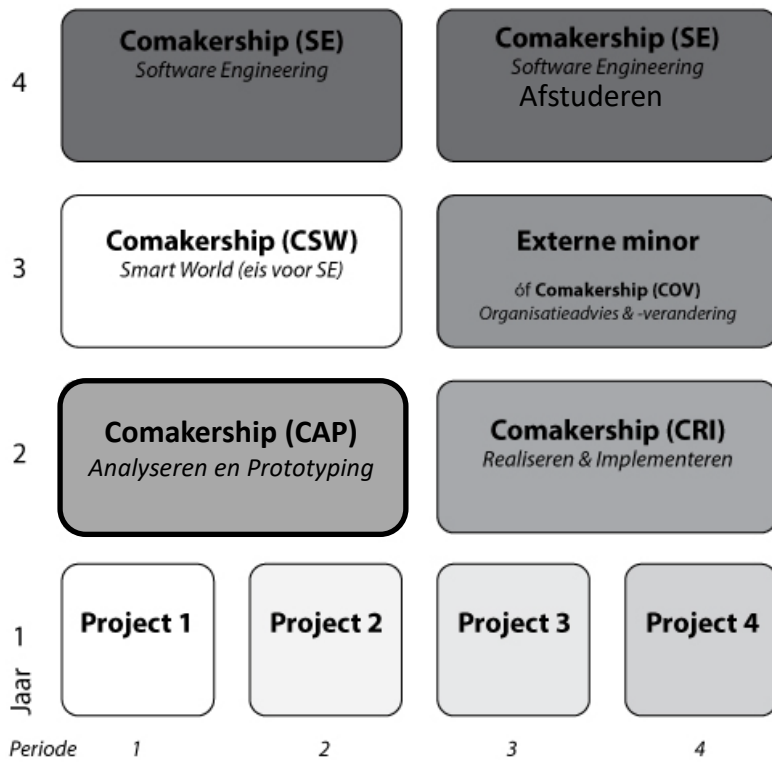 Comakership (SE)
Software Engineering
Comakership (SE)
Software Engineering
Afstuderen
4
Comakership (CSW)
Smart World (eis voor SE)
Externe minor
óf Comakership (COV)
Organisatieadvies & -verandering
3
Comakership (CAP)
Analyseren en Prototyping
Comakership (CRI)
Realiseren & Implementeren
2
Project 1
Project 2
Project 3
Project 4
1
Jaar
Periode 1 2 3 4